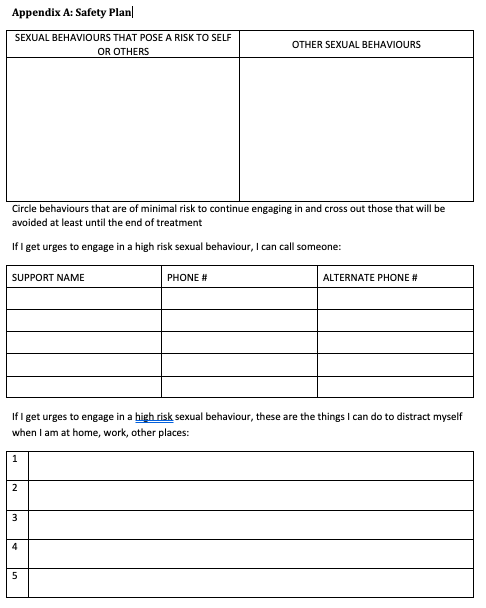 Appendix A: Safety Plan
SEXUAL BEHAVIOURS THAT POSE A RISK TO SELF
OR OTHERS
OTHER SEXUAL BEHAVIOURS
Circle behaviours that are of minimal risk to continue engaging in and cross out those that will be
avoided at least until the end of treatment
If I get urges to engage in a high risk sexual behaviour, I can call someone:
SUPPORT NAME
PHONE #
ALTERNATE PHONE #
If I get urges to engage in a high risk sexual behaviour, these are the things I can do to distract myself
when I am at home, work, other places:
1
2
3
4
5